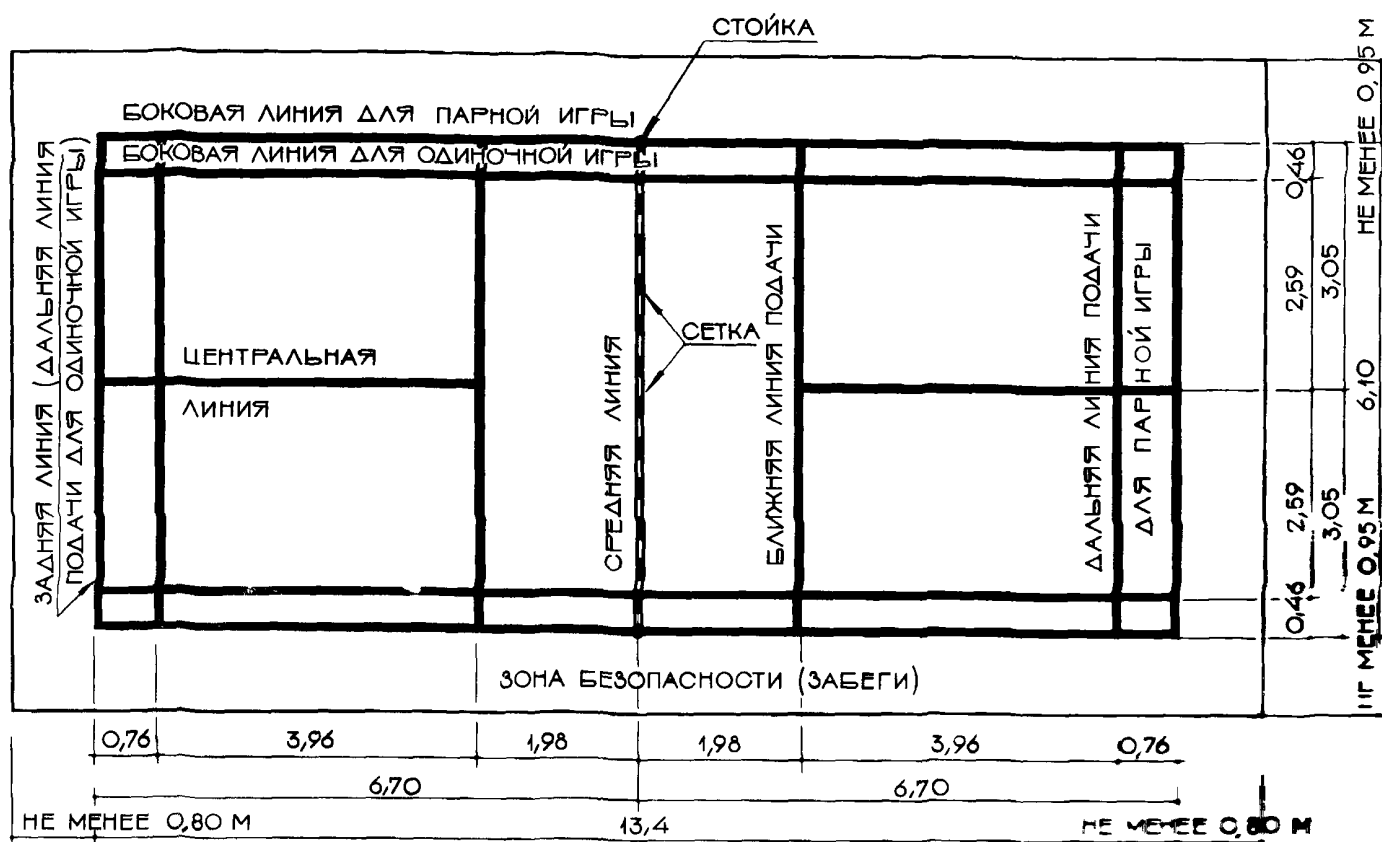 СТОЙКА
БОКОВАЯ ЛИНИЯ ДЛЯ ПАРНОЙ ИГРЫ
БОКОВАЯ ЛИНИЯ ДЛЯ ОДИНОЧНОЙ ИГРЫ
ЗАДНЯЯ ЛИНИЯ (ДАЛЬНЯЯ ЛИНИЯ
ПОДАЧИ ДЛЯ ОДИНОЧНОЙ ИГРЫ)
ЦЕНТРАЛЬНАЯ
ЛИНИЯ
СРЕДНЯЯ ЛИНИЯ
СЕТКА
БЛИЖНЯЯ ЛИНИЯ ПОДАЧИ
ДАЛЬНЯЯ ЛИНИЯ ПОДАЧИ
ДЛЯ ПАРНОЙ ИГРЫ
0,46
2,59
2,59
0,46
3,05
3,05
НЕ МЕНЕЕ 0,95 М
6,10
МЕНЕЕ 0,95 М
ЗОНА БЕЗОПАСНОСТИ (ЗАБЕГИ)
0,76 3,96 1,98 1,98 3,96 0,76
6,70 6,70
НЕ МЕНЕЕ 0,80 М 13,4 НЕ МЕНЕЕ 0,80 М